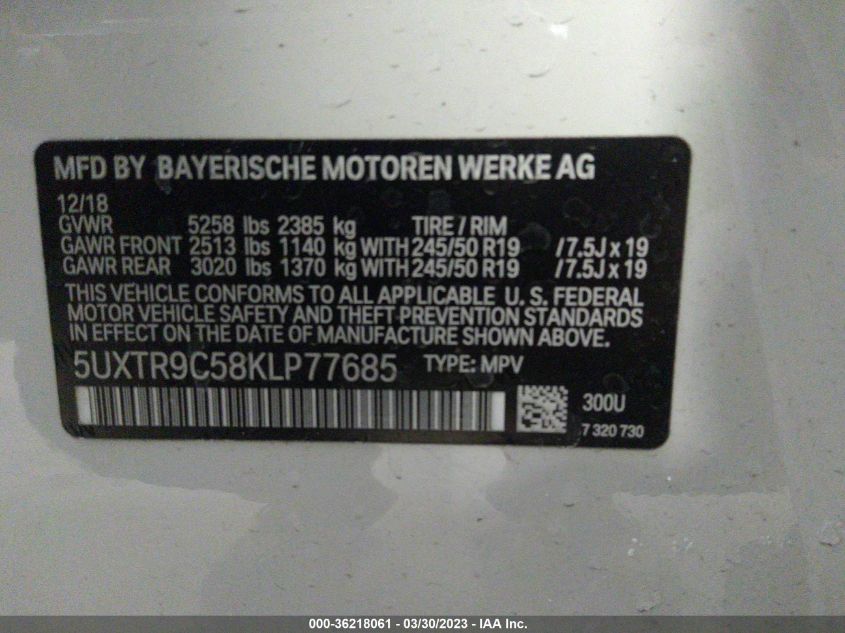 MFD BY BAYERISCHE MOTOREN WERKE AG
12/18
GVWR 5258 lbs 2385 kg TIRE / RIM
GAWR FRONT 2513 lbs 1140 kg WITH 245/50 R19 /7.5J x 19
GAWR REAR 3020 lbs 1370 kg WITH 245/50 R19 /7.5J x 19
THIS VEHICLE CONFORMS TO ALL APPLICABLE U. S. FEDERAL
MOTOR VEHICLE SAFETY AND THEFT PREVENTION STANDARDS
IN EFFECT ON THE DATE OF MANUFACTURE SHOWN ABOVE.
5UXTR9C58KLP77685 TYPE: MPV
300U
7 320 730
000-36218061 - 03/30/2023 - IAA Inc.